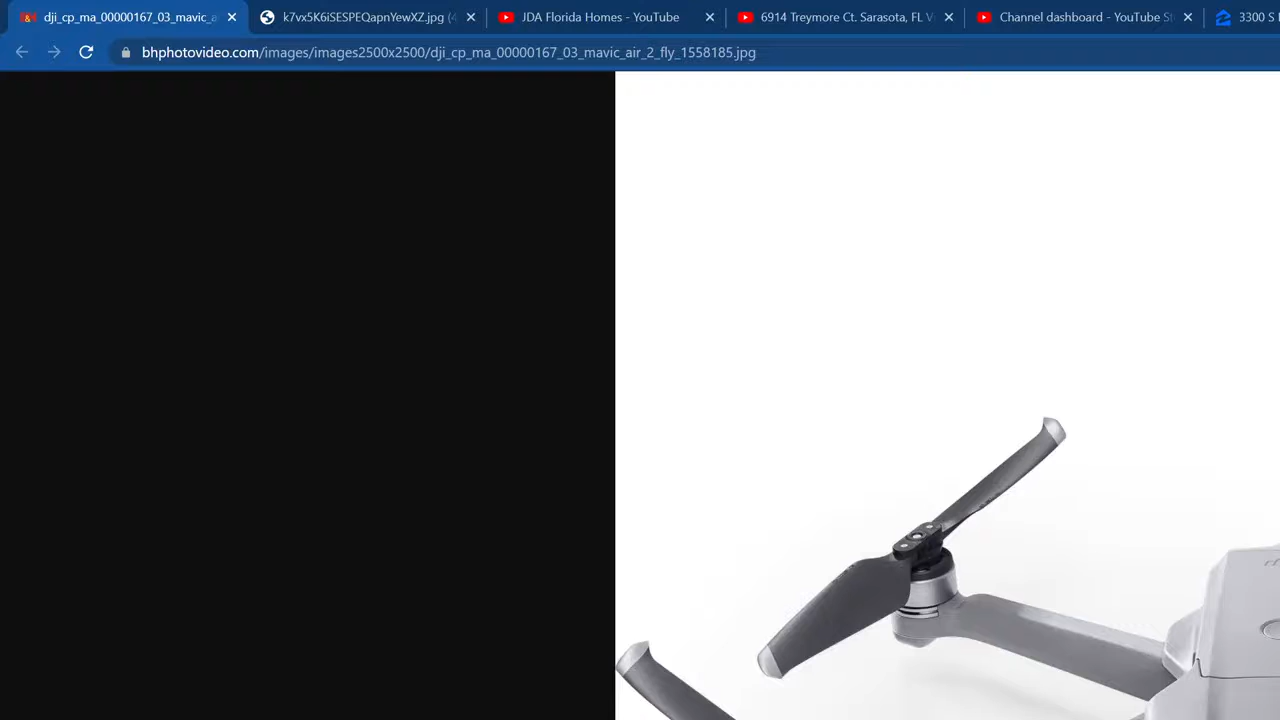 dji_cp_ma_00000167_03_mavic_a
k7vx5K6iSESPEQapnYewXZ.jpg (4
JDA Florida Homes - YouTube
6914 Treymore Ct. Sarasota, FL V
Channel dashboard - YouTube St
3300 S
bhphotovideo.com/images/images2500x2500/dji_cp_ma_00000167_03_mavic_air_2_fly_1558185.jpg